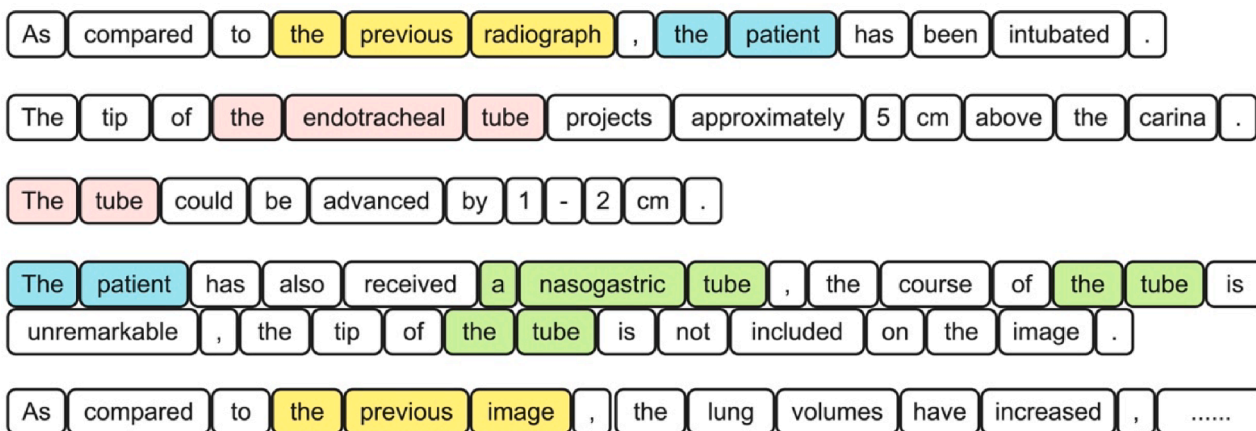 As compared to the previous radiograph , the patient has been intubated .
The tip of the endotracheal tube projects approximately 5 cm above the carina .
The tube could be advanced by 1 - 2 cm .
The patient has also received a nasogastric tube , the course of the tube is
unremarkable , the tip of the tube is not included on the image .
As compared to the previous image , the lung volumes have increased , ......